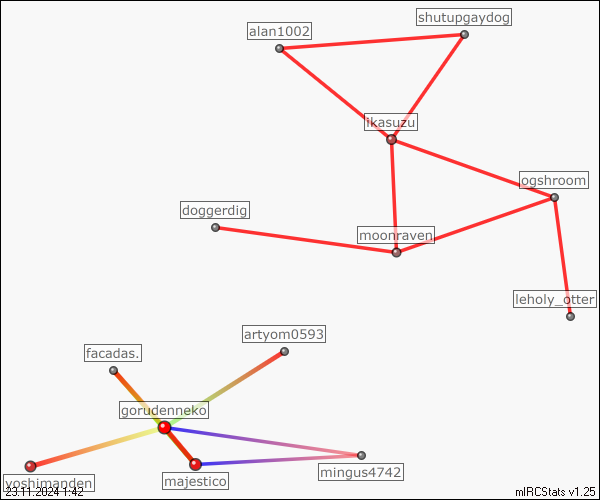 shutupgaydog
alan1002
ikasuzu
ogshroom
doggerdig
moonraven
leholy_otter
artyom0593
facadas.
gorudenneko
mingus4742
majestico
yoshimanden
23.11.2024 1:42
mIRCStats v1.25